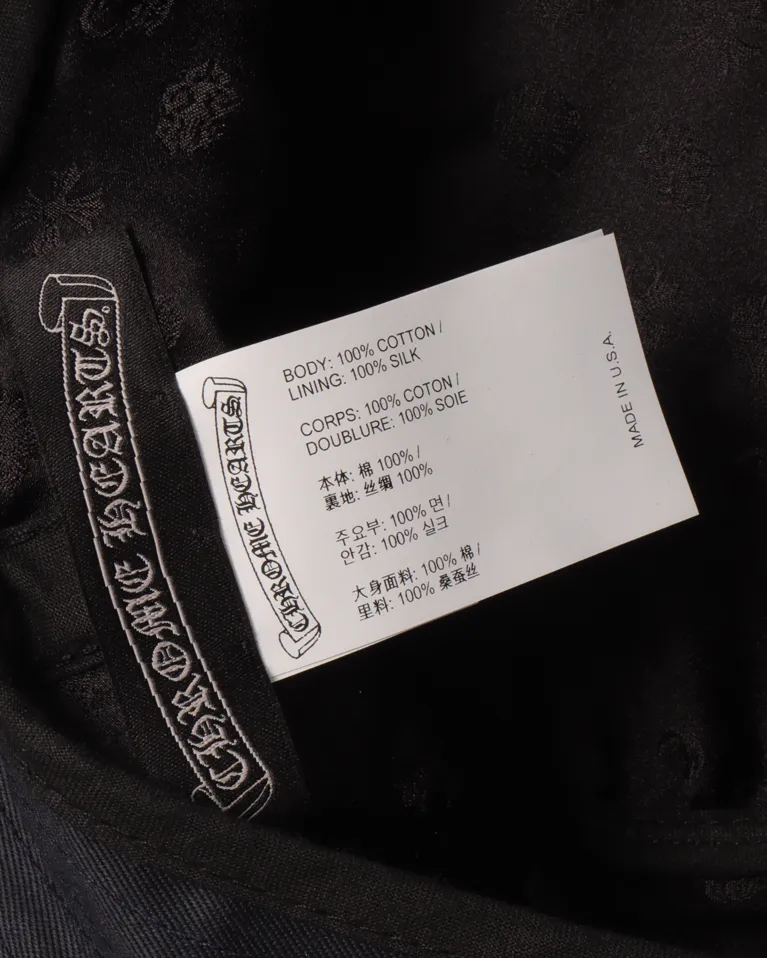 CHROME HEARTS®
CHROME HEARTS
BODY: 100% COTTON /
LINING: 100% SILK
CORPS: 100% COTON /
DOUBLURE: 100% SOIE
本体: 棉 100% /
裏地: 丝绸 100%
주요부: 100% 면 /
안감: 100% 실크
大身面料: 100% 棉 /
里料: 100% 桑蚕丝
MADE IN U.S.A.